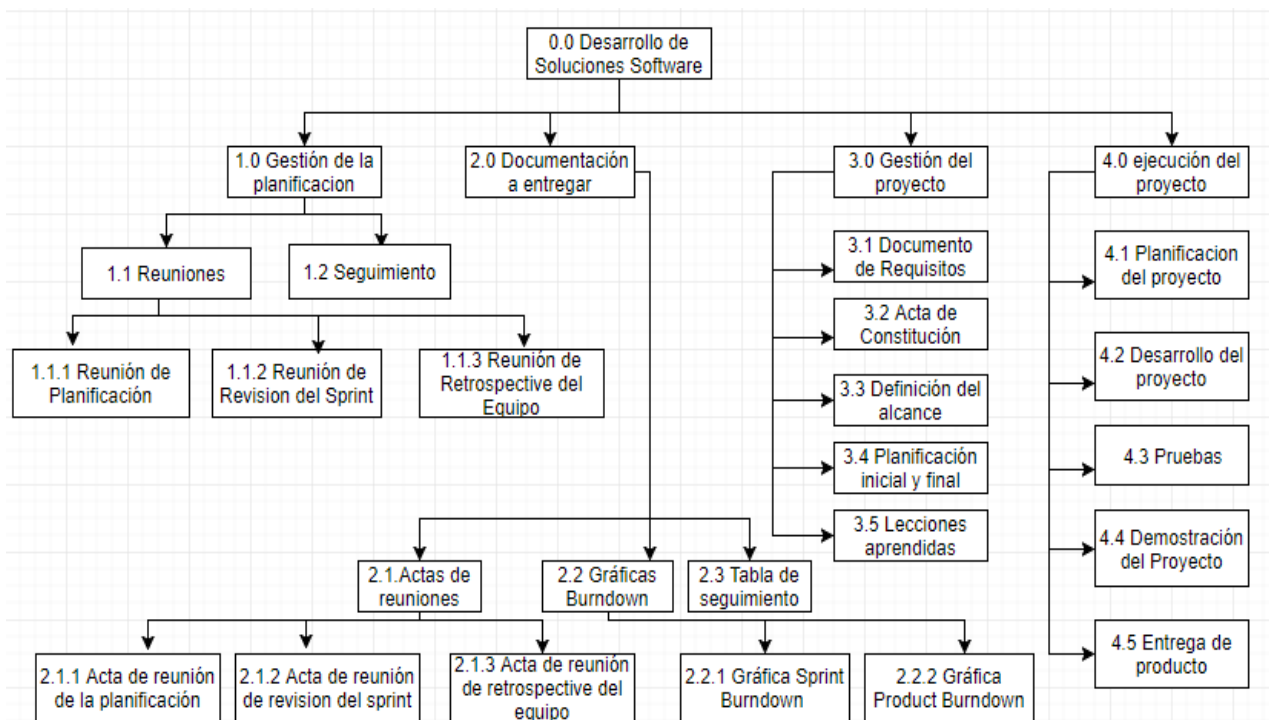 0.0 Desarrollo de
Soluciones Software
1.0 Gestión de la
planificacion
2.0 Documentación
a entregar
3.0 Gestión del
proyecto
4.0 ejecución del
proyecto
1.1 Reuniones
1.2 Seguimiento
1.1.1 Reunión de
Planificación
1.1.2 Reunión de
Revision del Sprint
1.1.3 Reunión de
Retrospective del
Equipo
3.1 Documento
de Requisitos
3.2 Acta de
Constitución
3.3 Definición del
alcance
3.4 Planificación
inicial y final
3.5 Lecciones
aprendidas
4.1 Planificacion
del proyecto
4.2 Desarrollo del
proyecto
4.3 Pruebas
4.4 Demostración
del Proyecto
4.5 Entrega de
producto
2.1.Actas de
reuniones
2.2 Gráficas
Burndown
2.3 Tabla de
seguimiento
2.1.1 Acta de reunión
de la planificación
2.1.2 Acta de reunión
de revision del sprint
2.1.3 Acta de reunión
de retrospective del
equipo
2.2.1 Gráfica Sprint
Burndown
2.2.2 Gráfica
Product Burndown